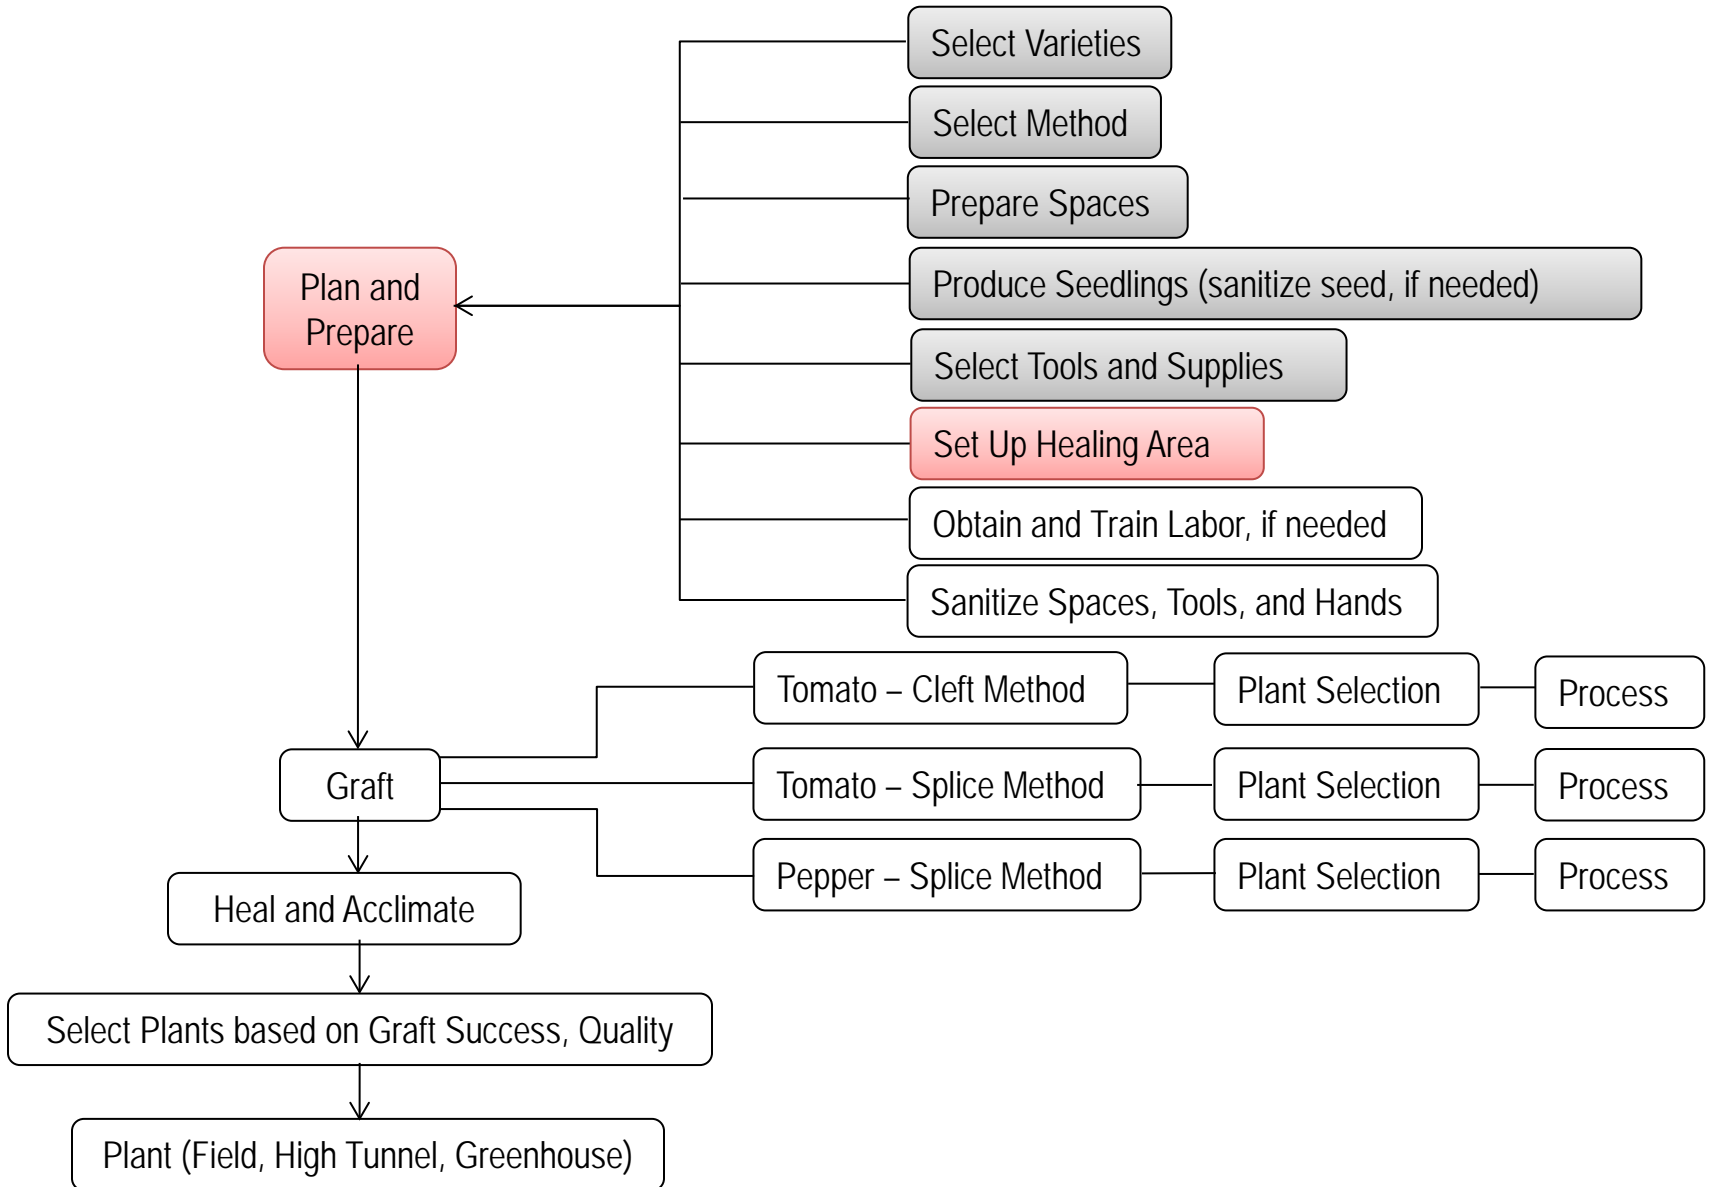 Select Varieties
Select Method
Prepare Spaces
Produce Seedlings (sanitize seed, if needed)
Select Tools and Supplies
Set Up Healing Area
Obtain and Train Labor, if needed
Sanitize Spaces, Tools, and Hands
Plan and
Prepare
Graft
Tomato – Cleft Method
Plant Selection
Process
Tomato – Splice Method
Plant Selection
Process
Pepper – Splice Method
Plant Selection
Process
Heal and Acclimate
Select Plants based on Graft Success, Quality
Plant (Field, High Tunnel, Greenhouse)